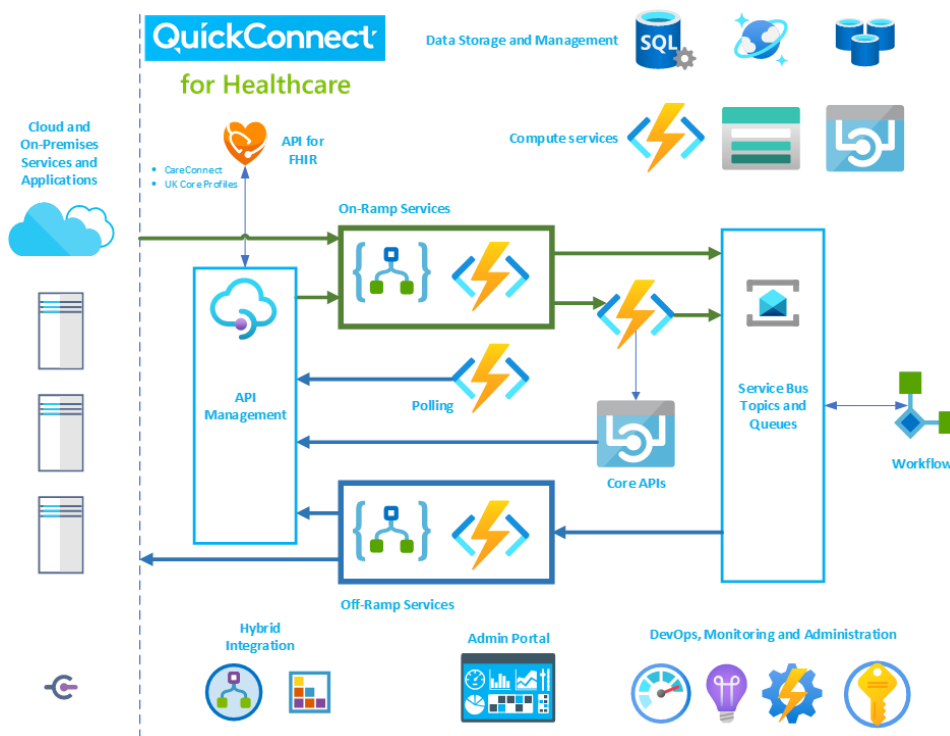 QuickConnect
for Healthcare
Data Storage and Management
SQL
Cloud and
On-Premises
Services and
Applications
API for
FHIR
• CareConnect
• UK Core Profiles
Compute services
On-Ramp Services
API
Management
Polling
Core APIs
Service Bus
Topics and
Queues
Workflow
Off-Ramp Services
Hybrid
Integration
Admin Portal
DevOps, Monitoring and Administration